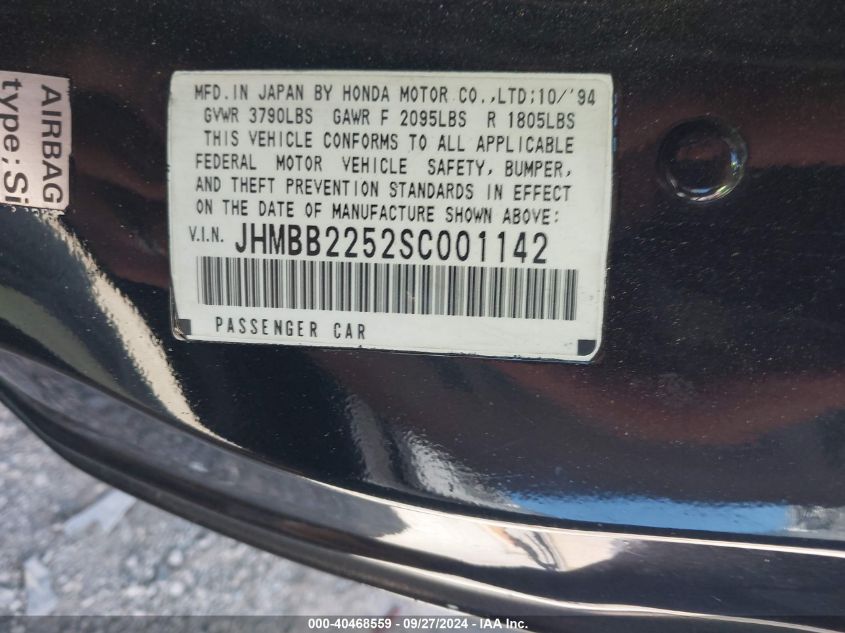 AIRBAG
type;Si
MFD.IN JAPAN BY HONDA MOTOR CO.,LTD;10/'94
GVWR 3790LBS GAWR F 2095LBS R 1805LBS
THIS VEHICLE CONFORMS TO ALL APPLICABLE
FEDERAL MOTOR VEHICLE SAFETY, BUMPER,
AND THEFT PREVENTION STANDARDS IN EFFECT
ON THE DATE OF MANUFACTURE SHOWN ABOVE:
V.I.N. JHMBB2252SC001142
PASSENGER CAR
000-40468559 — 09/27/2024 — I.T.S.™